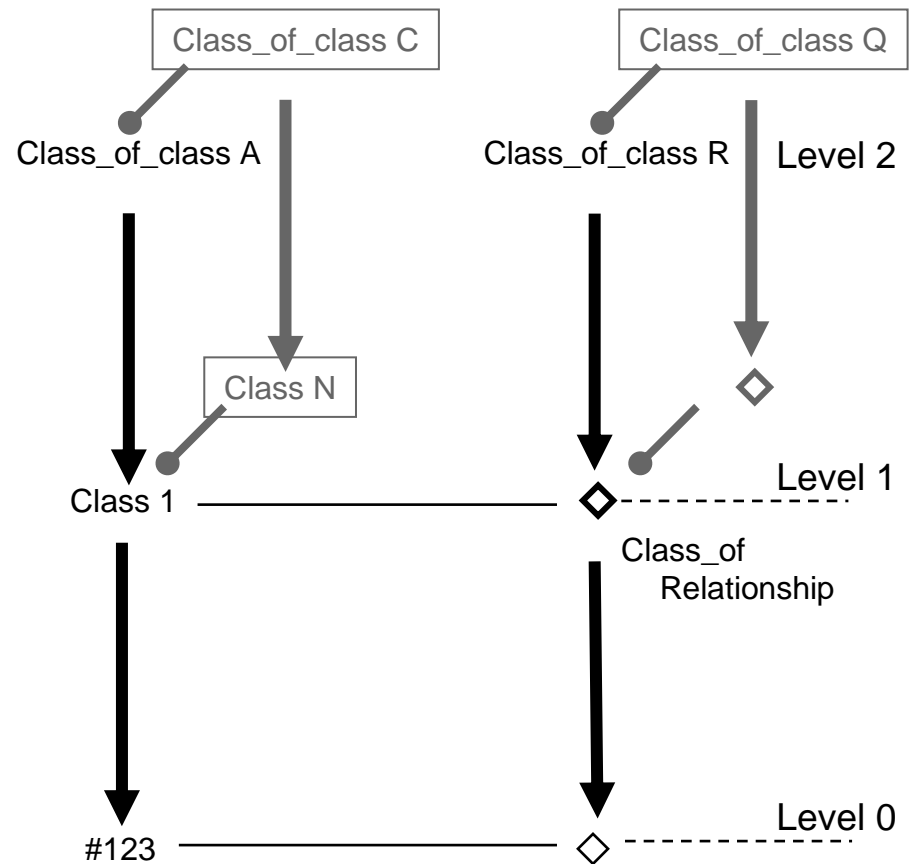 Class_of_class C
Class_of_class Q
Class_of_class A
Class_of_class R
Level 2
Class N
Level 1
Class 1
Class_of
Relationship
Level 0
#123